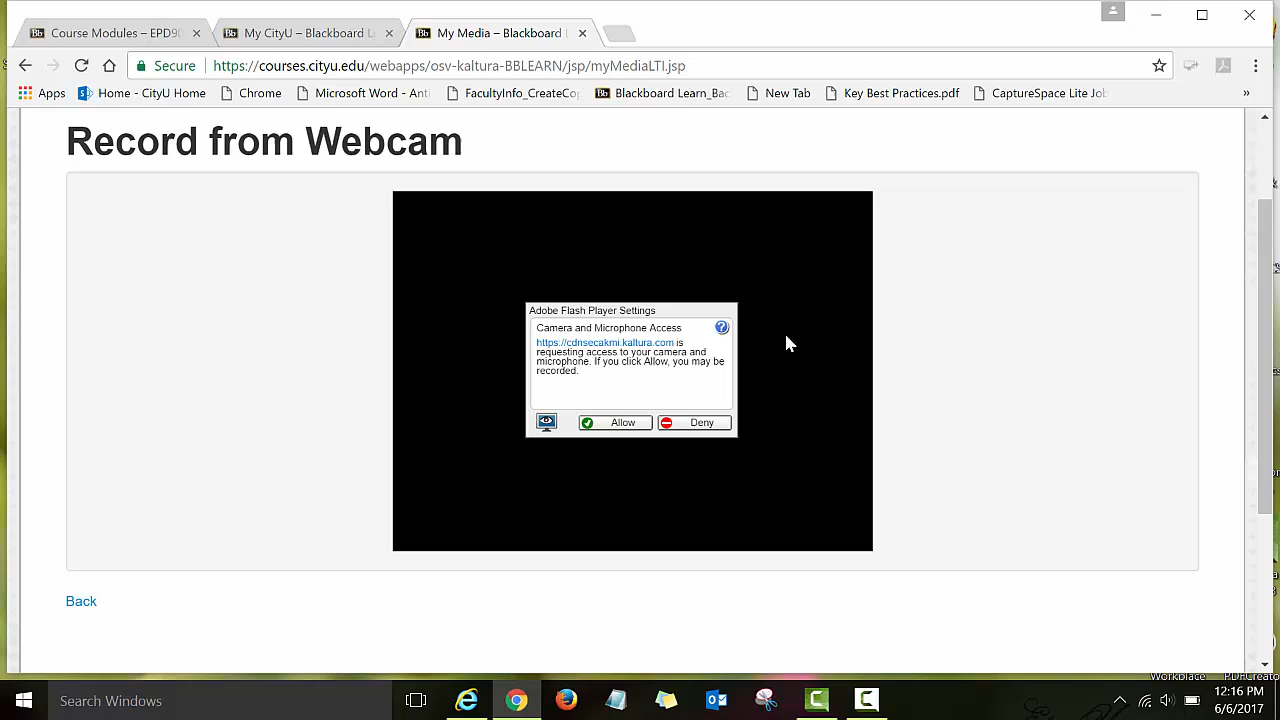 Course Modules – EPD9
My CityU – Blackboard L
My Media – Blackboard
Secure https://courses.cityu.edu/webapps/osv-kaltura-BBLEARN/jsp/myMediaLTI.jsp
Apps Home - CityU Home Chrome Microsoft Word - Anti FacultyInfo_CreateCo Blackboard Learn_Ba New Tab Key Best Practices.pdf CaptureSpace Lite Jo »
Record from Webcam
Adobe Flash Player Settings
Camera and Microphone Access
https://cdnsecakmi.kaltura.com is
requesting access to your camera and
microphone. If you click Allow, you may be
recorded.
Allow Deny
Back
Workplace PDFCreato
Search Windows
12:16 PM
6/6/2017